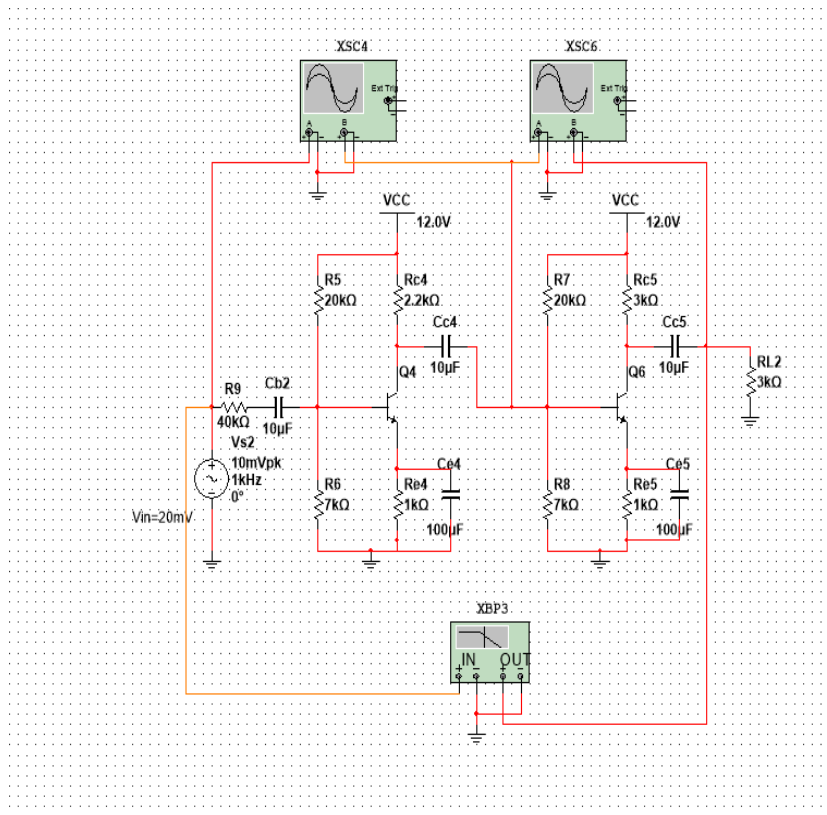 XSC4
XSC6
Ext Trig
A
B
Ext Trig
A
B
VCC
12.0V
VCC
12.0V
R5
20kΩ
Rc4
2.2kΩ
R7
20kΩ
Rc5
3kΩ
Cc4
10µF
Cc5
10µF
RL2
3kΩ
Q4
Q6
R9
40kΩ
Cb2
10µF
Vs2
10mVpk
1kHz
0°
Vin=20mV
R6
7kΩ
Re4
1kΩ
Ce4
100µF
R8
7kΩ
Re5
1kΩ
Ce5
100µF
XBP3
IN
OUT